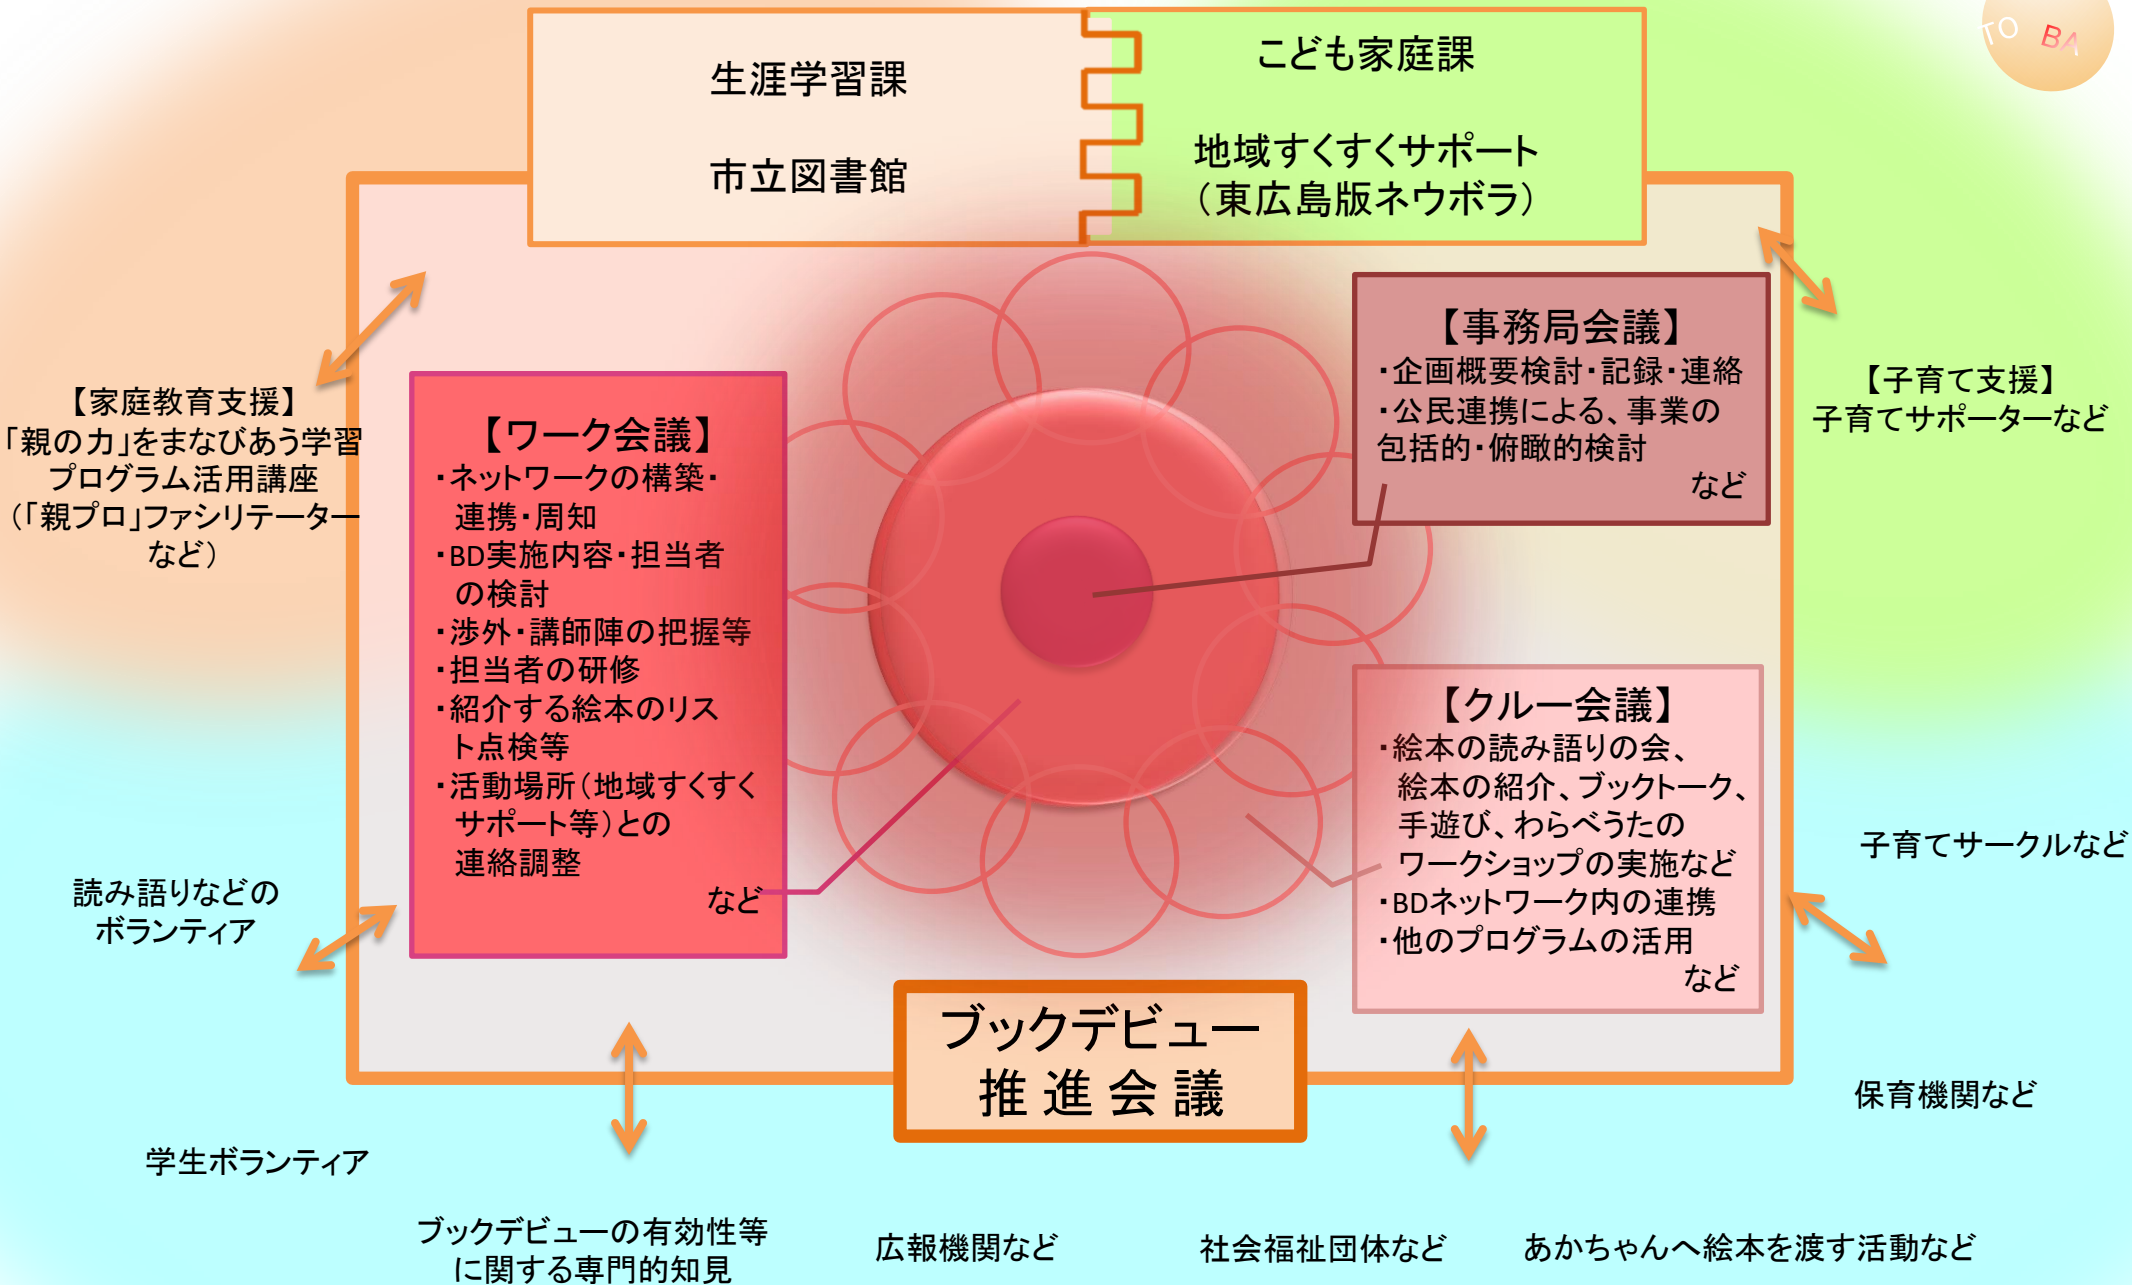 生涯学習課
市立図書館
こども家庭課
地域すくすくサポート
（東広島版ネウボラ）
TO BA
【家庭教育支援】
「親の力」をまなびあう学習
プログラム活用講座
（「親プロ」ファシリテーター
など）
【ワーク会議】
・ネットワークの構築・
連携・周知
・BD実施内容・担当者
の検討
・渉外・講師陣の把握等
・担当者の研修
・紹介する絵本のリス
ト点検等
・活動場所（地域すくすく
サポート等）との
連絡調整
など
【事務局会議】
・企画概要検討・記録・連絡
・公民連携による、事業の
包括的・俯瞰的検討
など
【子育て支援】
子育てサポーターなど
【クルー会議】
・絵本の読み語りの会、
絵本の紹介、ブックトーク、
手遊び、わらべうたの
ワークショップの実施など
・BDネットワーク内の連携
・他のプログラムの活用
など
子育てサークルなど
読み語りなどの
ボランティア
ブックデビュー
推進会議
保育機関など
学生ボランティア
ブックデビューの有効性等
に関する専門的知見
広報機関など
社会福祉団体など
あかちゃんへ絵本を渡す活動など